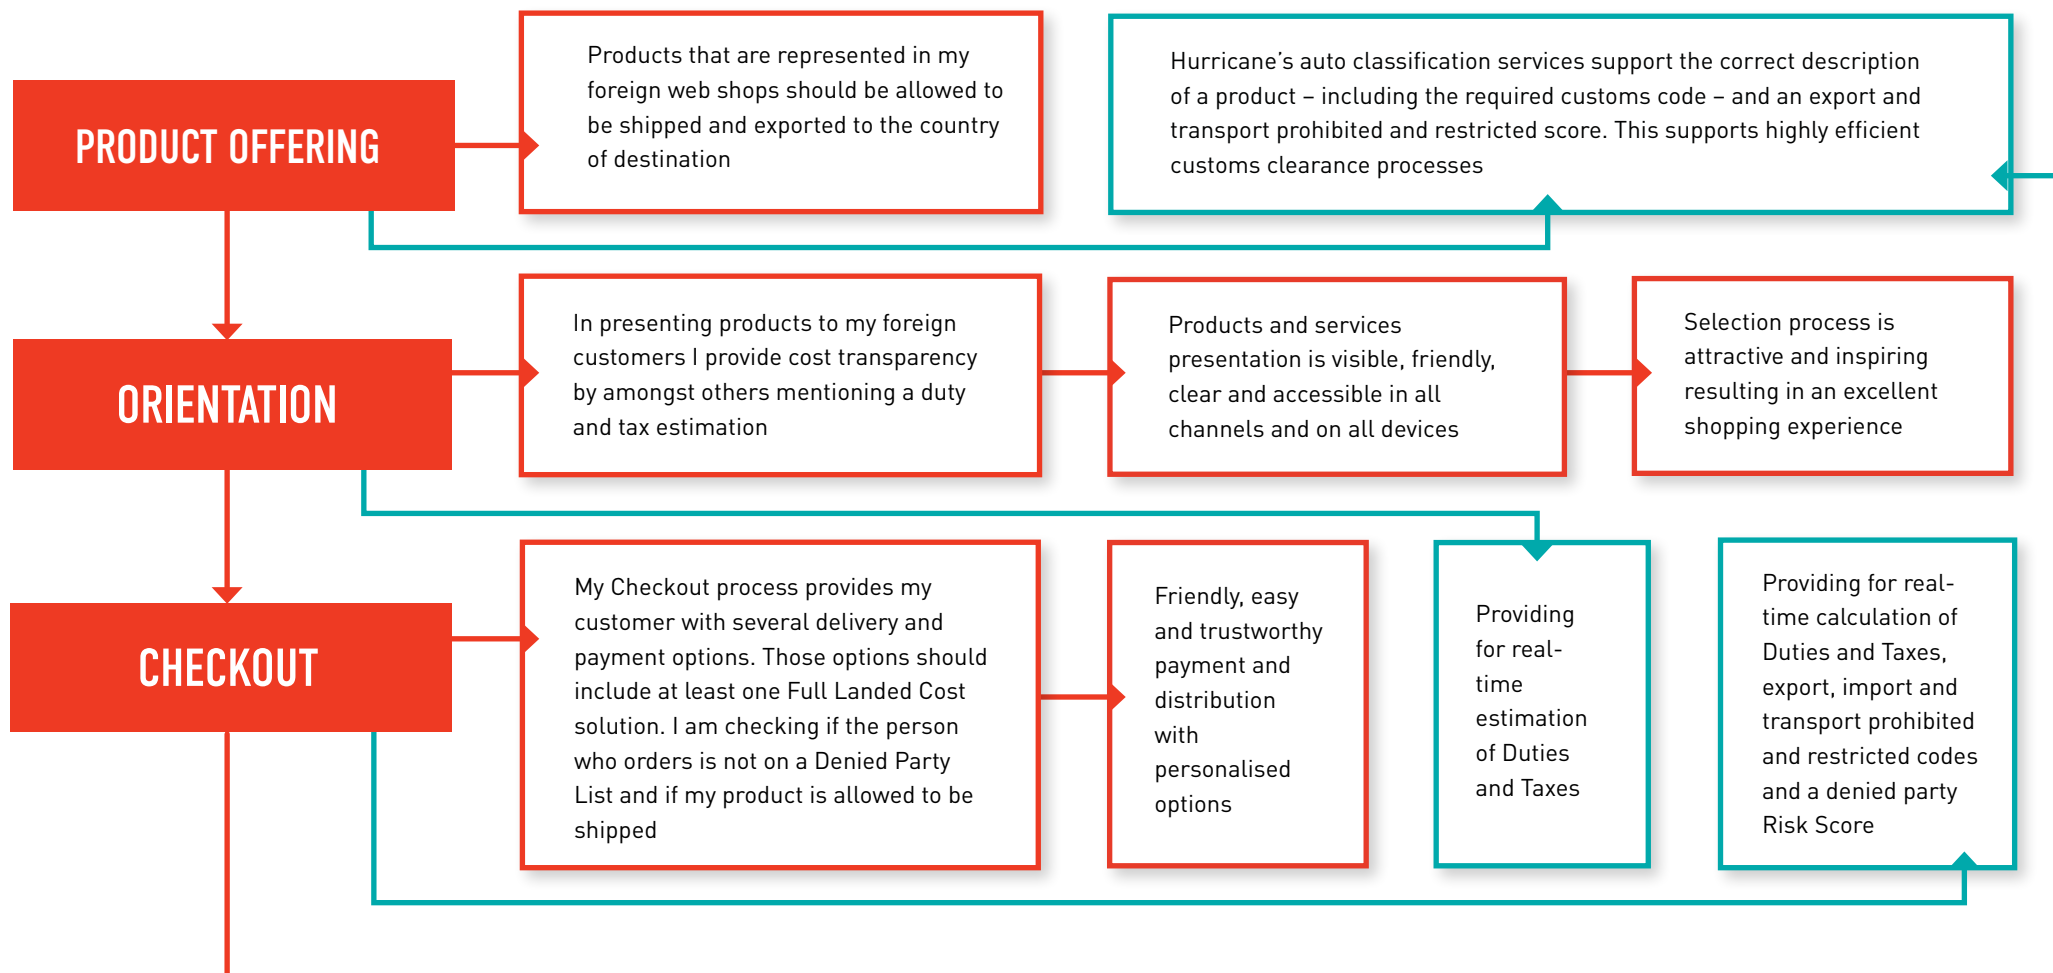 PRODUCT OFFERING
Products that are represented in my
foreign web shops should be allowed to
be shipped and exported to the country
of destination
Hurricane's auto classification services support the correct description
of a product – including the required customs code – and an export and
transport prohibited and restricted score. This supports highly efficient
customs clearance processes
ORIENTATION
In presenting products to my foreign
customers I provide cost transparency
by amongst others mentioning a duty
and tax estimation
Products and services
presentation is visible, friendly,
clear and accessible in all
channels and on all devices
Selection process is
attractive and inspiring
resulting in an excellent
shopping experience
CHECKOUT
My Checkout process provides my
customer with several delivery and
payment options. Those options should
include at least one Full Landed Cost
solution. I am checking if the person
who orders is not on a Denied Party
List and if my product is allowed to be
shipped
Friendly, easy
and trustworthy
payment and
distribution
with
personalised
options
Providing
for real-
time
estimation
of Duties
and Taxes
Providing for real-
time calculation of
Duties and Taxes,
export, import and
transport prohibited
and restricted codes
and a denied party
Risk Score